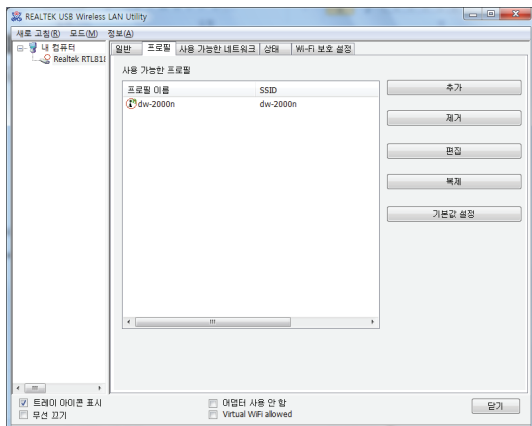 REALTEK USB Wireless LAN Utility
새로 고침(R) 모드(M) 정보(A)
내 컴퓨터
Realtek RTL81
일반 프로필 사용 가능한 네트워크 상태 Wi-Fi 보호 설정
사용 가능한 프로필
프로필 이름 SSID
dw-2000n dw-2000n
추가
제거
편집
복제
기본값 설정
트레이 아이콘 표시
무선 끄기
어댑터 사용 안 함
Virtual WiFi allowed
닫기